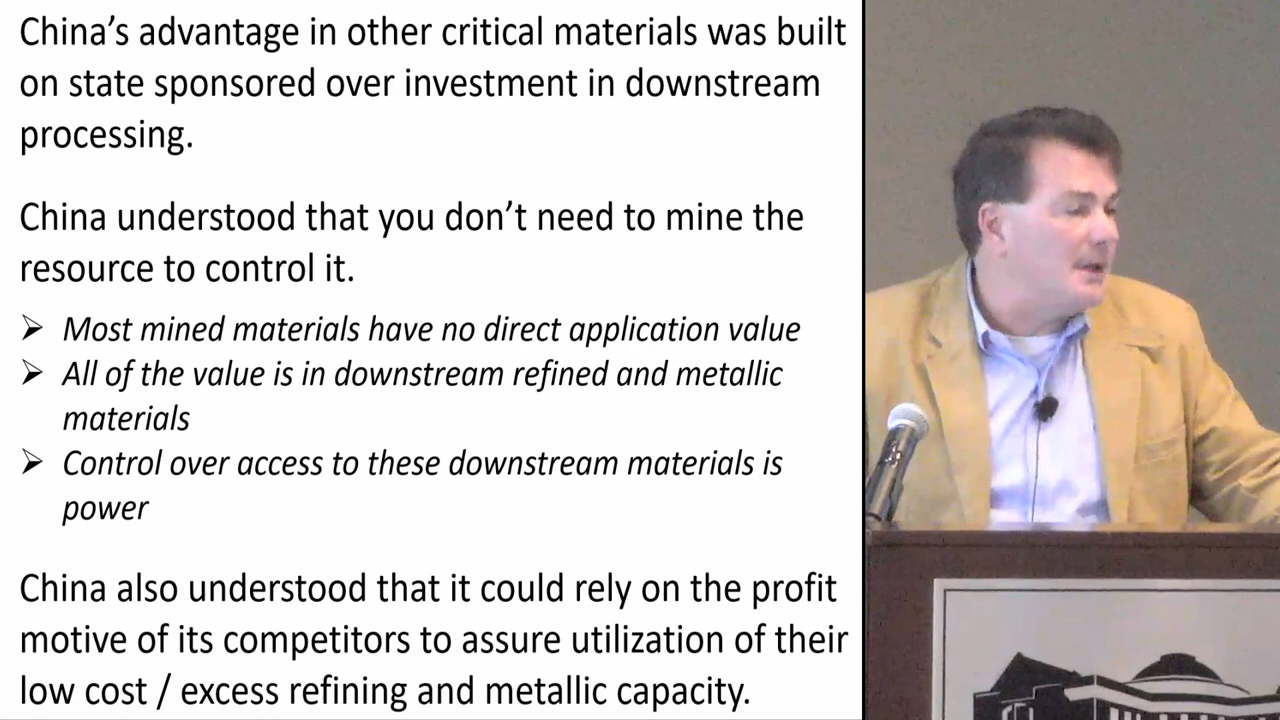 China’s advantage in other critical materials was built
on state sponsored over investment in downstream
processing.
China understood that you don’t need to mine the
resource to control it.
➢ Most mined materials have no direct application value
➢ All of the value is in downstream refined and metallic
materials
➢ Control over access to these downstream materials is
power
China also understood that it could rely on the profit
motive of its competitors to assure utilization of their
low cost / excess refining and metallic capacity.